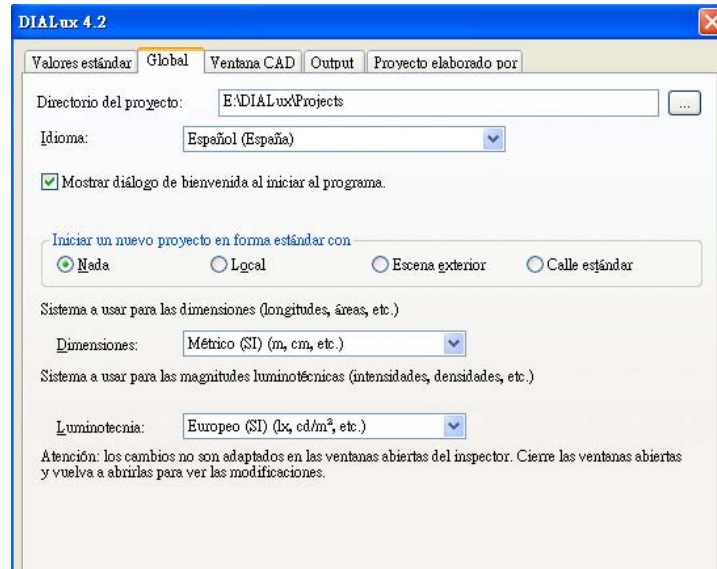 DIALux 4.2
Valores estándar Global Ventana CAD Output Proyecto elaborado por
Directorio del proyecto: E:\DIALux\Projects ...
Idioma: Español (España)
Mostrar diálogo de bienvenida al iniciar al programa.
Iniciar un nuevo proyecto en forma estándar con
Nada Local Escena exterior Calle estándar
Sistema a usar para las dimensiones (longitudes, áreas, etc.)
Dimensiones: Métrico (SI) (m, cm, etc.)
Sistema a usar para las magnitudes luminotécnicas (intensidades, densidades, etc.)
Luminotecnia: Europeo (SI) (lx, cd/m², etc.)
Atención: los cambios no son adaptados en las ventanas abiertas del inspector. Cierre las ventanas abiertas
y vuelva a abrirlas para ver las modificaciones.